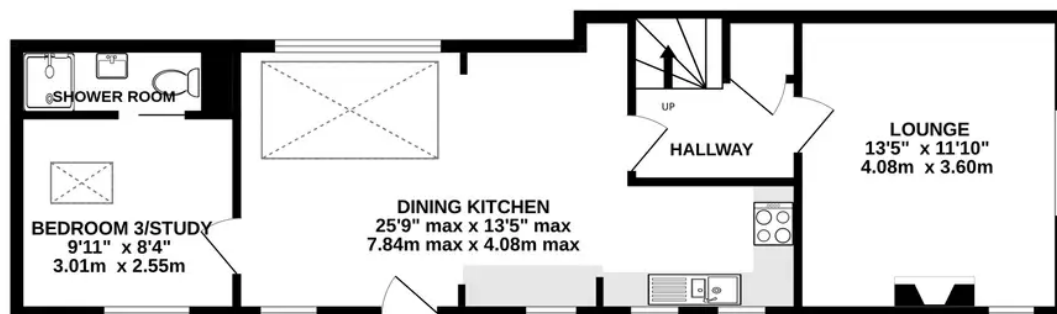 SHOWER ROOM
BEDROOM 3/STUDY
9'11" x 8'4"
3.01m x 2.55m
DINING KITCHEN
25'9" max x 13'5" max
7.84m max x 4.08m max
UP
HALLWAY
LOUNGE
13'5" x 11'10"
4.08m x 3.60m